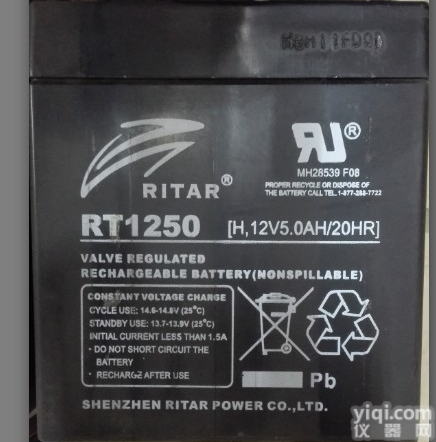 RU®
MH28539 F08
PROPER RECYCLE OR DISPOSE OF
THE BATTERY CALL TEL. 1-877-288-7722
RITAR®
RT1250 [H,12V5.0AH/20HR]
VALVE REGULATED
RECHARGEABLE BATTERY(NONSPILLABLE)
CONSTANT VOLTAGE CHARGE
CYCLE USE: 14.6-14.8V (25°C)
STANDBY USE: 13.7-13.9V (25°C)
INITIAL CURRENT LESS THAN 1.5A
• DO NOT SHORT CIRCUIT THE
BATTERY
• RECHARGE AFTER USE
Pb
SHENZHEN RITAR POWER CO.,LTD.
yiqi.com
仪器网